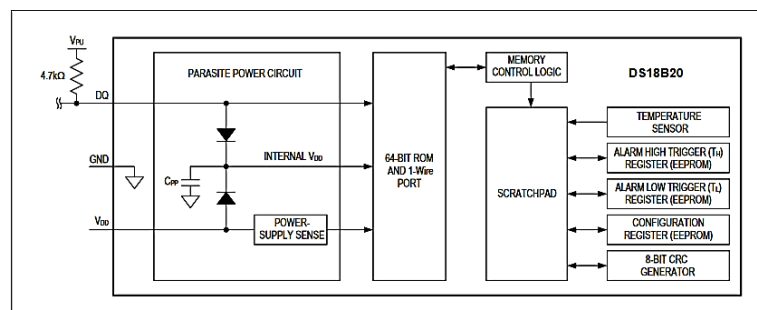 VPU
4.7kΩ
DQ
GND
VDD
PARASITE POWER CIRCUIT
INTERNAL VDD
CPP
POWER-
SUPPLY SENSE
64-BIT ROM
AND 1-Wire
PORT
MEMORY
CONTROL LOGIC
SCRATCHPAD
DS18B20
TEMPERATURE
SENSOR
ALARM HIGH TRIGGER (TH)
REGISTER (EEPROM)
ALARM LOW TRIGGER (TL)
REGISTER (EEPROM)
CONFIGURATION
REGISTER (EEPROM)
8-BIT CRC
GENERATOR